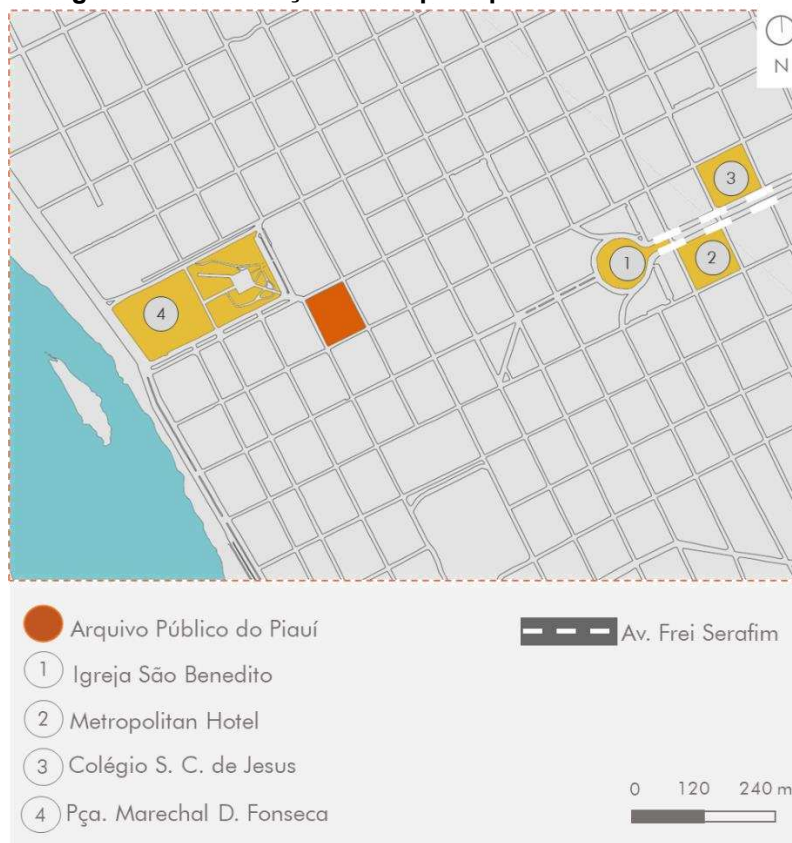 N
3
1
2
4
Arquivo Público do Piauí
Av. Frei Serafim
1 Igreja São Benedito
2 Metropolitan Hotel
3 Colégio S. C. de Jesus
4 Pça. Marechal D. Fonseca
0 120 240 m